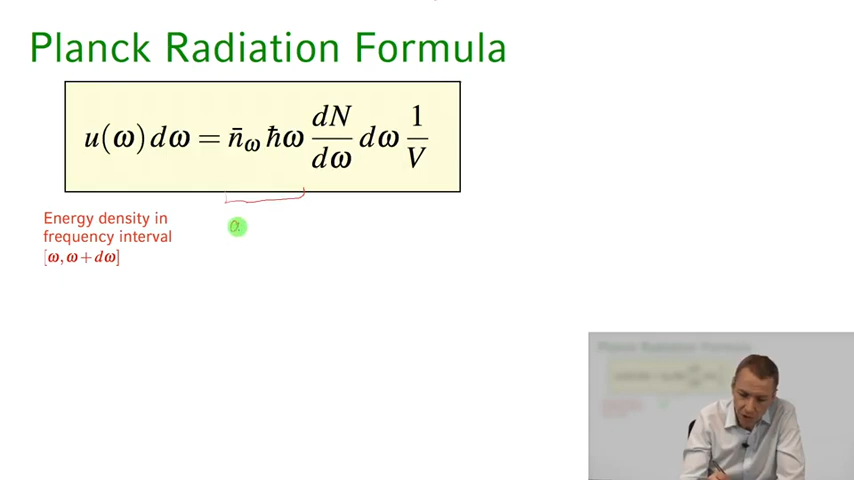 Planck Radiation Formula
u(ω) dω = n̄_ω ħω dN/dω dω 1/V
Energy density in
frequency interval
[ω, ω + dω]
a